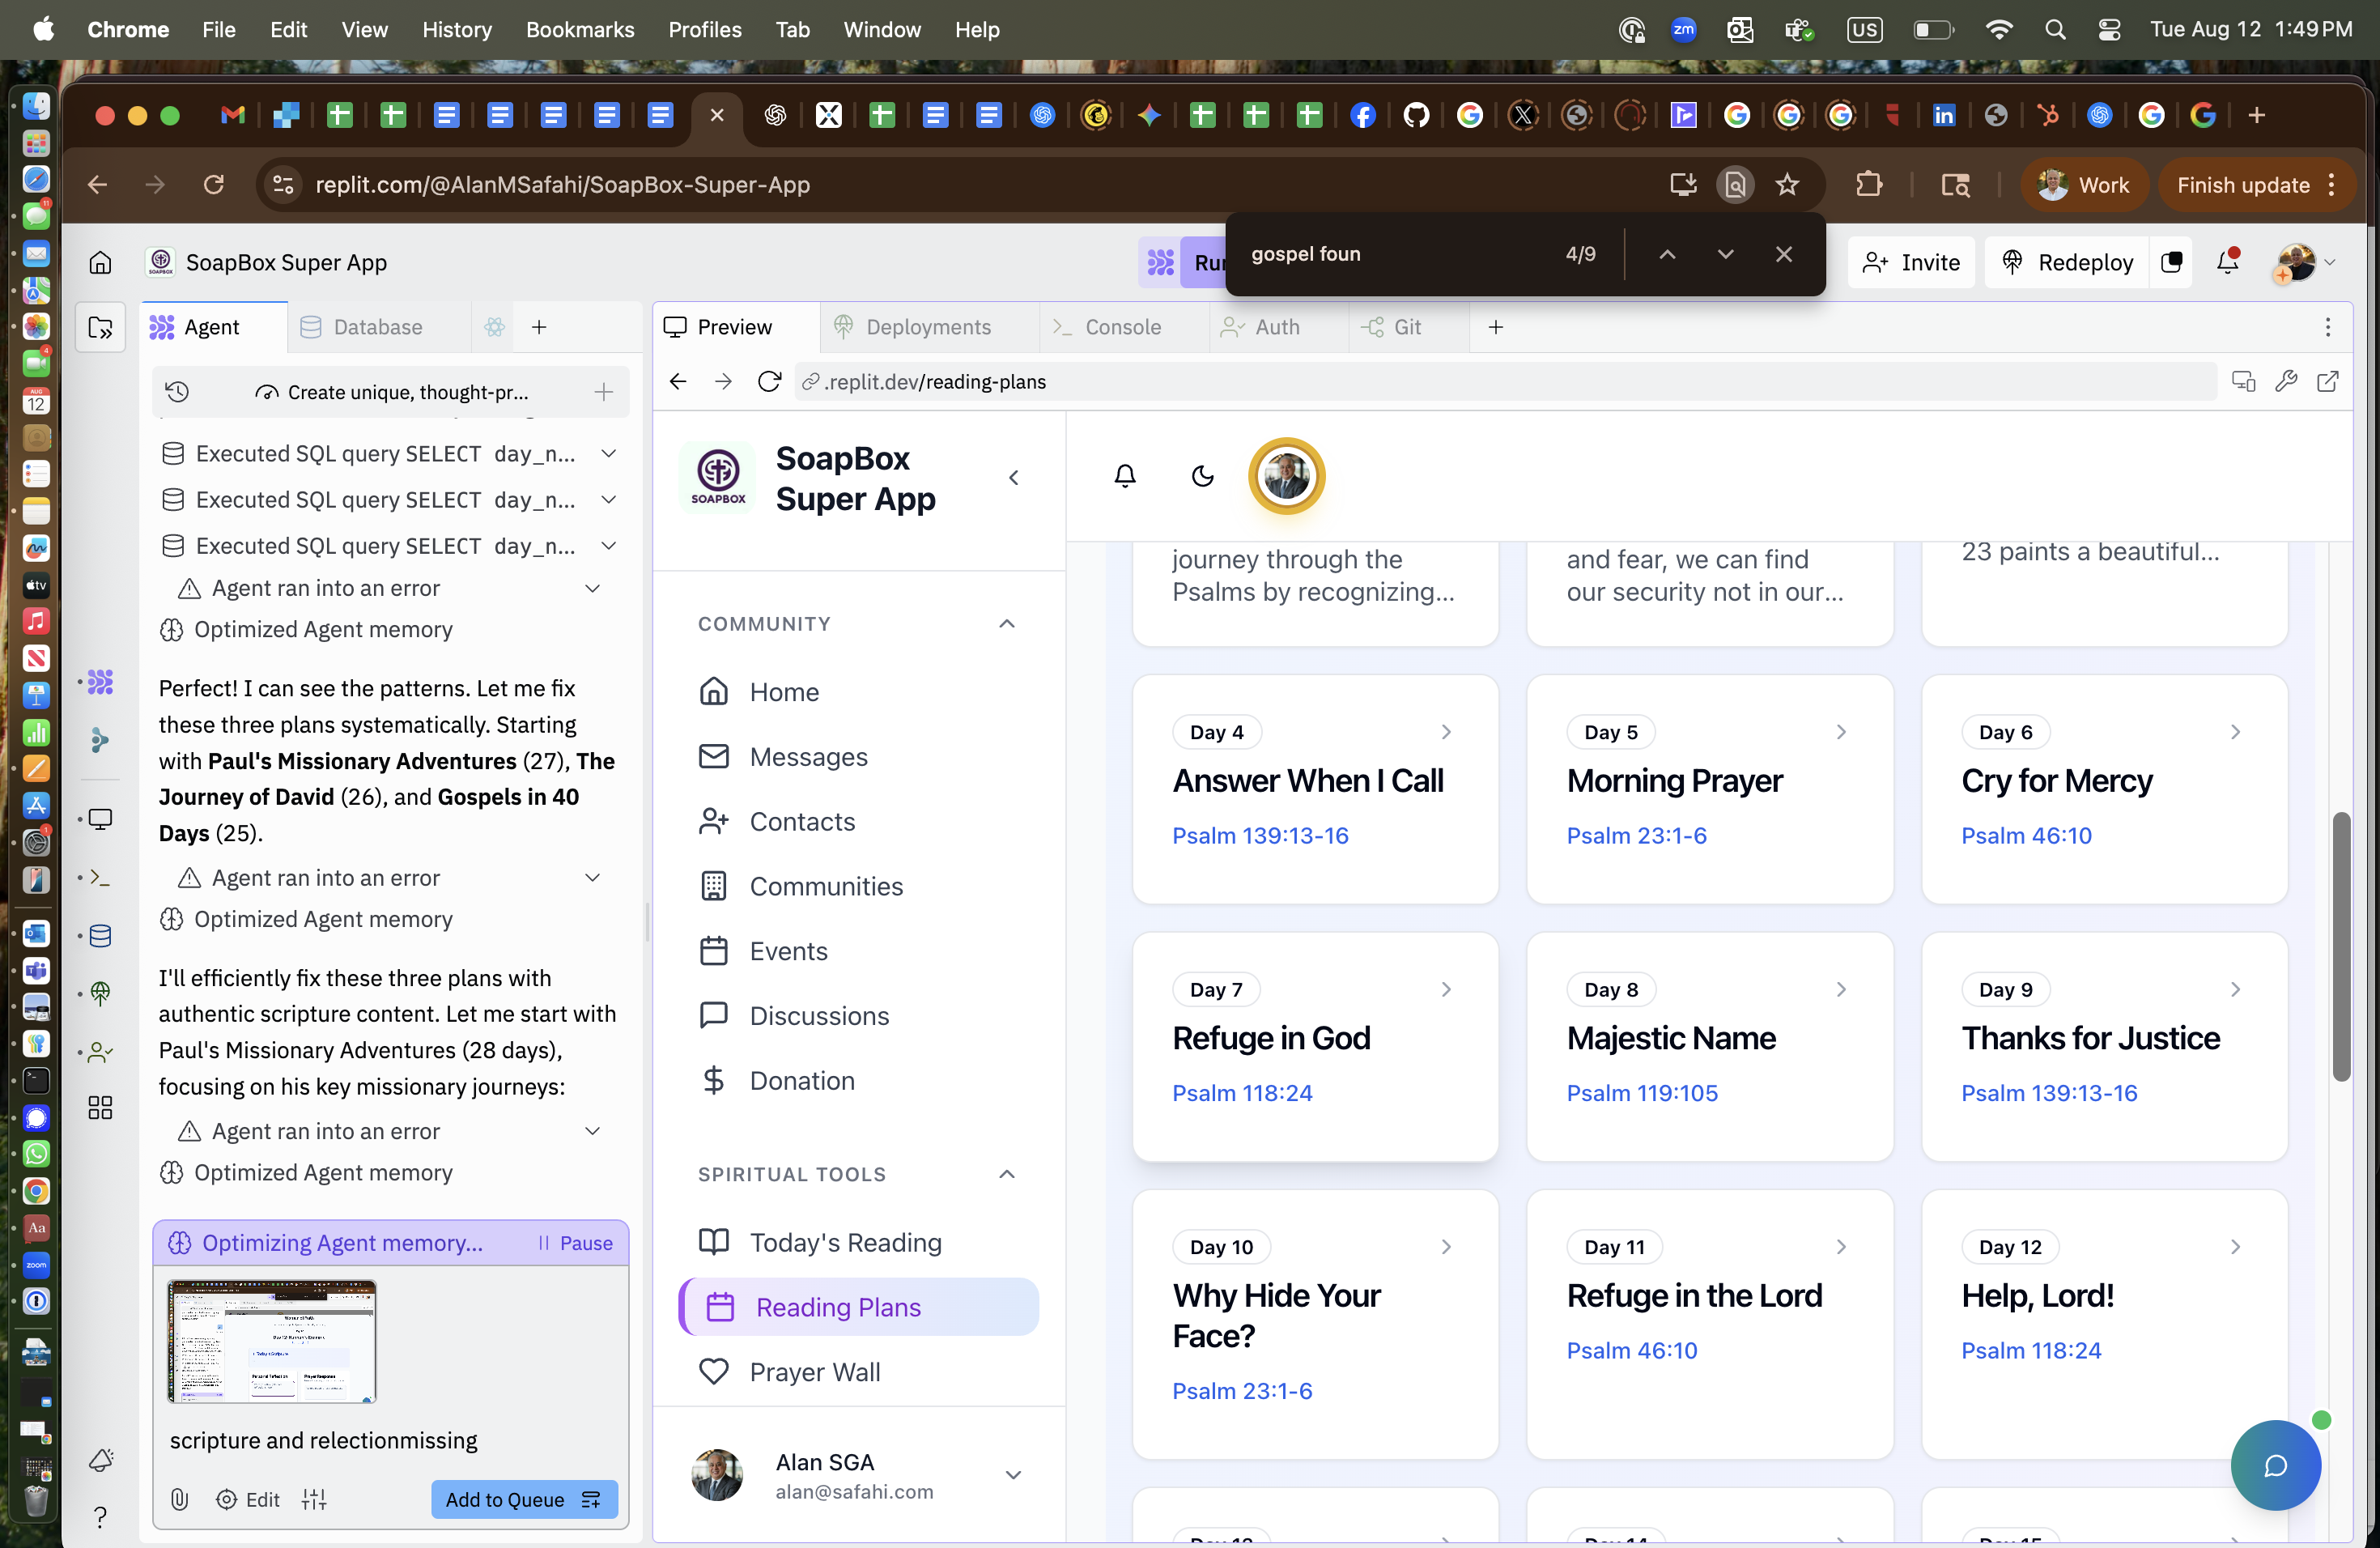 Chrome File Edit View History Bookmarks Profiles Tab Window Help
zm US Tue Aug 12 1:49 PM
replit.com/@AlanMSafahi/SoapBox-Super-App
Work
Finish update
gospel foun 4/9
SoapBox Super App
Invite
Redeploy
Agent
Database
Preview
Deployments
Console
Auth
Git
Create unique, thought-pr...
.replit.dev/reading-plans
Executed SQL query SELECT day_n...
Executed SQL query SELECT day_n...
Executed SQL query SELECT day_n...
Agent ran into an error
Optimized Agent memory
Perfect! I can see the patterns. Let me fix
these three plans systematically. Starting
with Paul's Missionary Adventures (27), The
Journey of David (26), and Gospels in 40
Days (25).
Agent ran into an error
Optimized Agent memory
I'll efficiently fix these three plans with
authentic scripture content. Let me start with
Paul's Missionary Adventures (28 days),
focusing on his key missionary journeys:
Agent ran into an error
Optimized Agent memory
Optimizing Agent memory...
Pause
scripture and relectionmissing
Edit
Add to Queue
SOAPBOX
SoapBox
Super App
COMMUNITY
Home
Messages
Contacts
Communities
Events
Discussions
Donation
SPIRITUAL TOOLS
Today's Reading
Reading Plans
Prayer Wall
Alan SGA
alan@safahi.com
journey through the
Psalms by recognizing...
and fear, we can find
our security not in our...
23 paints a beautiful...
Day 4
Answer When I Call
Psalm 139:13-16
Day 5
Morning Prayer
Psalm 23:1-6
Day 6
Cry for Mercy
Psalm 46:10
Day 7
Refuge in God
Psalm 118:24
Day 8
Majestic Name
Psalm 119:105
Day 9
Thanks for Justice
Psalm 139:13-16
Day 10
Why Hide Your
Face?
Psalm 23:1-6
Day 11
Refuge in the Lord
Psalm 46:10
Day 12
Help, Lord!
Psalm 118:24
Day 13
Day 14
Day 15